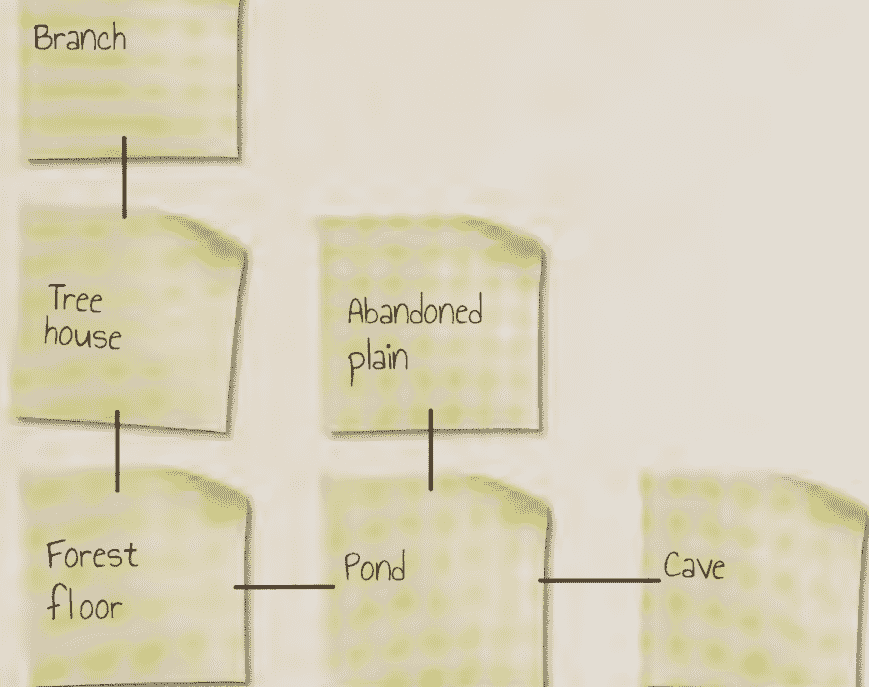 Branch
Tree
house
Abandoned
plain
Forest
floor
Pond
Cave